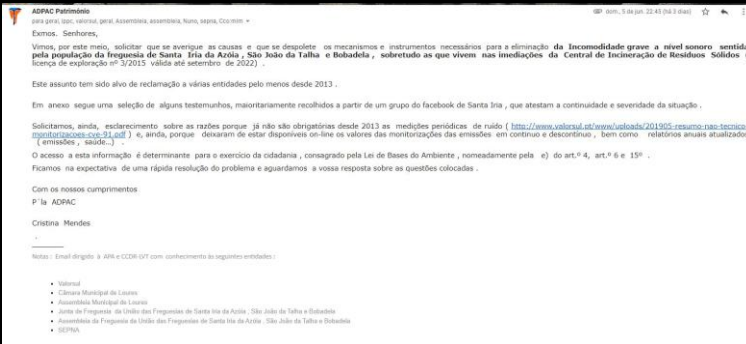 ADPAC Património
dom., 5 de jun. 22:43 (há 3 dias)
para geral, ippc, valorsul, geral, Assembleia, assembleia, Nuno, sepna, Cco mim
Exmos. Senhores,
Vimos, por este meio, solicitar que se averigue as causas e que se despolete os mecanismos e instrumentos necessários para a eliminação da Incomodidade grave a nível sonoro sentida
pela população da freguesia de Santa Iria da Azóia , São João da Talha e Bobadela , sobretudo as que vivem nas imediações da Central de Incineração de Resíduos Sólidos
licença de exploração nº 3/2015 válida até setembro de 2022) .
Este assunto tem sido alvo de reclamação a várias entidades pelo menos desde 2013 .
Em anexo segue uma seleção de alguns testemunhos, maioritariamente recolhidos a partir de um grupo do facebook de Santa Iria , que atestam a continuidade e severidade da situação .
Solicitamos, ainda, esclarecimento sobre as razões porque já não são obrigatórias desde 2013 as medições periódicas de ruído ( http://www.valorsul.pt/www/uploads/201905-resumo-nao-tecnico
monitorizacoes-cve-91.pdf ) e, ainda, porque deixaram de estar disponíveis on-line os valores das monitorizações das emissões em contínuo e descontínuo , bem como relatórios anuais atualizados
( emissões , saúde...) .
O acesso a esta informação é determinante para o exercício da cidadania , consagrado pela Lei de Bases do Ambiente , nomeadamente pela e) do art.º 4, art.º 6 e 15º .
Ficamos na expectativa de uma rápida resolução do problema e aguardamos a vossa resposta sobre as questões colocadas .
Com os nossos cumprimentos
P´la ADPAC
Cristina Mendes
.
Notas : Email dirigido à APA e CCDR-LVT com conhecimento às seguintes entidades :
• Valorsul
• Câmara Municipal de Loures
• Assembleia Municipal de Loures
• Junta de Freguesia da União das Freguesias de Santa Iria da Azóia , São João da Talha e Bobadela
• Assembleia de Freguesia da União das Freguesias de Santa Iria da Azóia , São João da Talha e Bobadela
• SEPNA